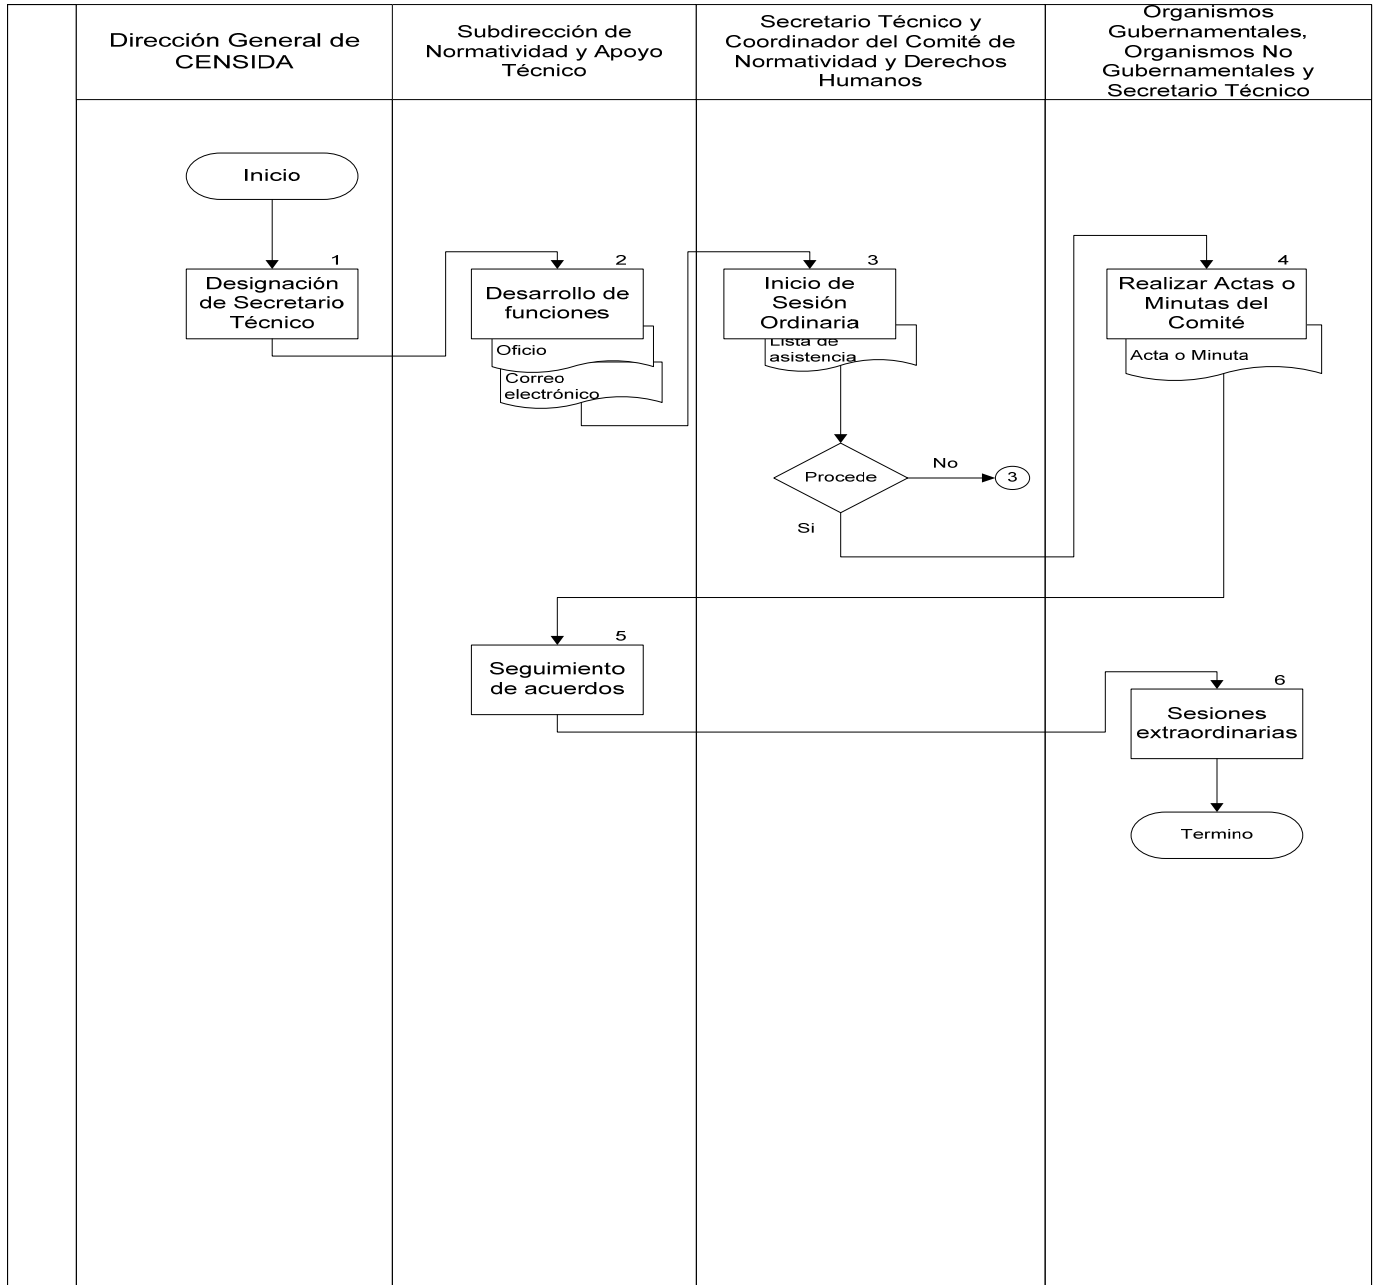 Dirección General de
CENSIDA
Subdirección de
Normatividad y Apoyo
Técnico
Secretario Técnico y
Coordinador del Comité de
Normatividad y Derechos
Humanos
Organismos
Gubernamentales,
Organismos No
Gubernamentales y
Secretario Técnico
Inicio
1
Designación
de Secretario
Técnico
2
Desarrollo de
funciones
Oficio
Correo
electrónico
3
Inicio de
Sesión
Ordinaria
Lista de
asistencia
Procede
No
3
Si
4
Realizar Actas o
Minutas del
Comité
Acta o Minuta
5
Seguimiento
de acuerdos
6
Sesiones
extraordinarias
Termino